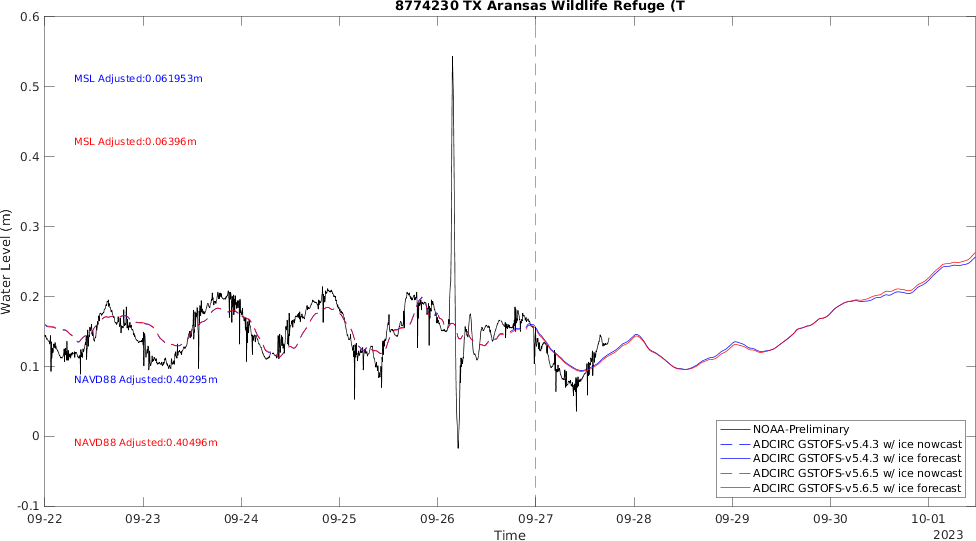 8774230 TX Aransas Wildlife Refuge (T
0.6
0.5
0.4
0.3
0.2
0.1
0
-0.1
Water Level (m)
MSL Adjusted:0.061953m
MSL Adjusted:0.06396m
NAVD88 Adjusted:0.40295m
NAVD88 Adjusted:0.40496m
NOAA-Preliminary
ADCIRC GSTOFS-v5.4.3 w/ ice nowcast
ADCIRC GSTOFS-v5.4.3 w/ ice forecast
ADCIRC GSTOFS-v5.6.5 w/ ice nowcast
ADCIRC GSTOFS-v5.6.5 w/ ice forecast
09-22 09-23 09-24 09-25 09-26 09-27 09-28 09-29 09-30 10-01
Time
2023